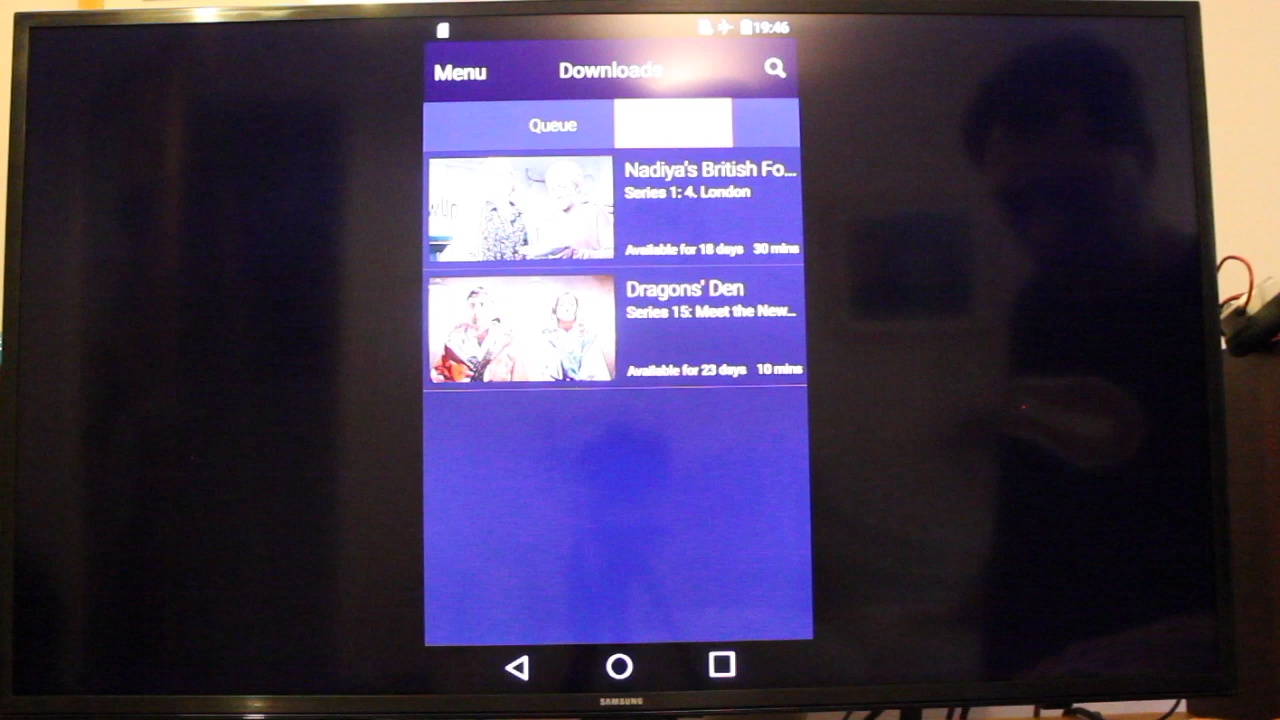 19:46
Menu
Downloads
Queue
Nadiya's British Fo...
Series 1: 4. London
Available for 18 days 30 mins
Dragons' Den
Series 15: Meet the New...
Available for 23 days 10 mins
SAMSUNG